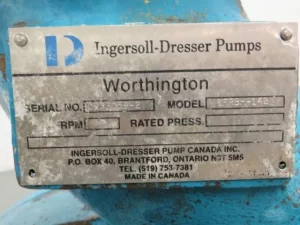 Ingersoll-Dresser Pumps
Worthington
SERIAL NO.
MODEL
RPM
RATED PRESS.
INGERSOLL-DRESSER PUMP CANADA INC.
P.O. BOX 40, BRANTFORD, ONTARIO N3T 5M5
TEL. (519) 753-7381
MADE IN CANADA